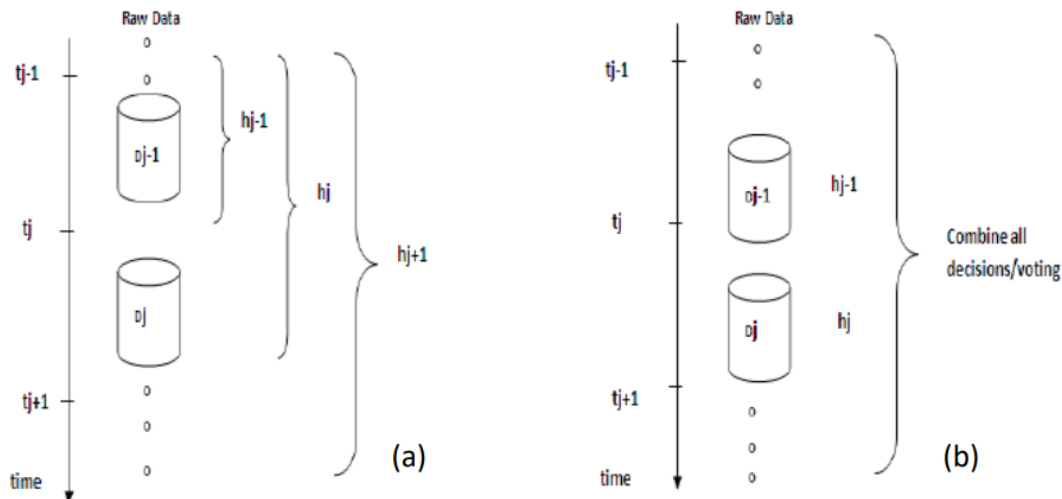 Raw Data
tj-1
hj-1
Dj-1
hj
tj
hj+1
Dj
tj+1
time
(a)
Raw Data
tj-1
Dj-1
hj-1
tj
Combine all
decisions/voting
Dj
hj
tj+1
time
(b)